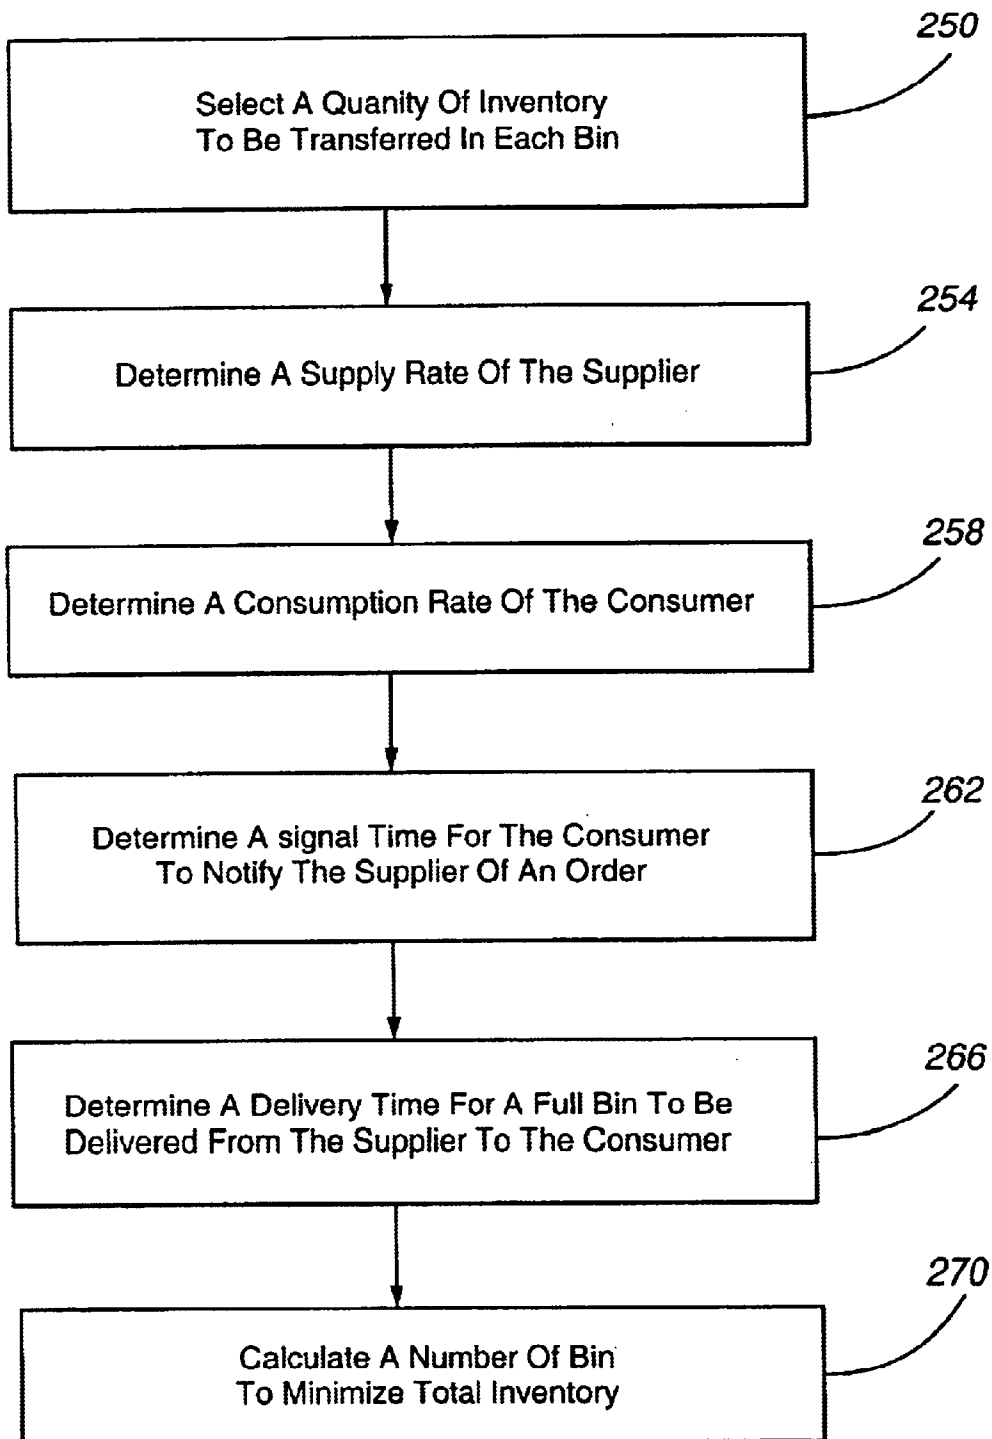 250
Select A Quanity Of Inventory
To Be Transferred In Each Bin
254
Determine A Supply Rate Of The Supplier
258
Determine A Consumption Rate Of The Consumer
262
Determine A signal Time For The Consumer
To Notify The Supplier Of An Order
266
Determine A Delivery Time For A Full Bin To Be
Delivered From The Supplier To The Consumer
270
Calculate A Number Of Bin
To Minimize Total Inventory